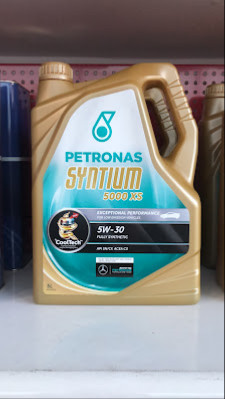 PETRONAS
SYNTIUM
5000 XS
EXCEPTIONAL PERFORMANCE
5W-30
FULLY SYNTHETIC
CoolTech